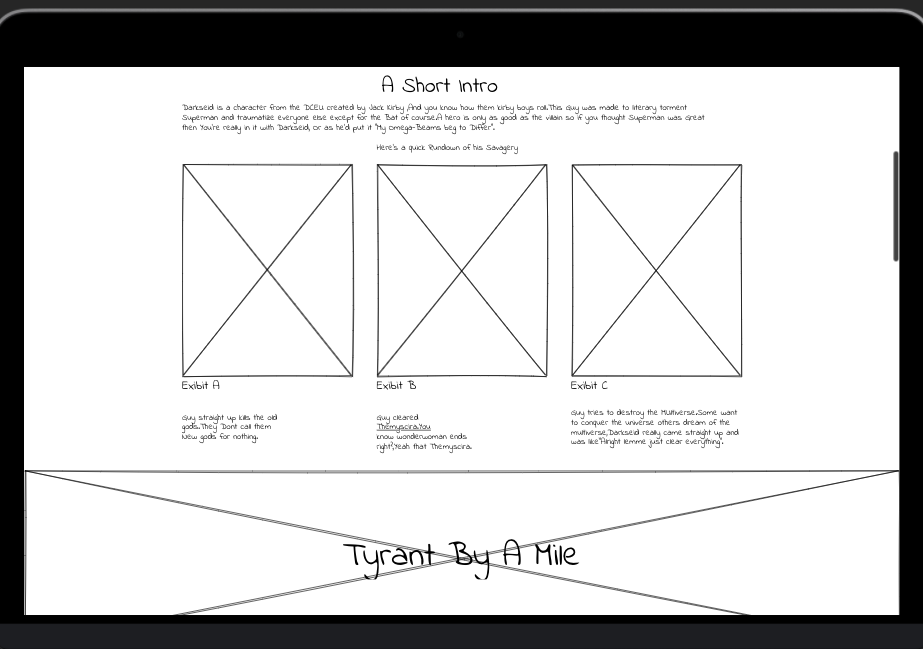 A Short Intro
Darkseid is a character from the DCEU created by Jack Kirby.And you know how them kirby boys roll.This Guy was made to literary torment
Superman and traumatize everyone else except for the Bat of course.A hero is only as good as the villain so if you thought Superman was great
then You're really in it with Darkseid, or as he'd put it "My Omega-Beams beg to Differ".
Here's a quick Rundown of his Savagery
Exibit A
Exibit B
Exibit C
Guy straight up kills the old
gods.They Dont call them
New gods for nothing.
Guy cleared
Themyscira.You
know wonderwoman ends
right?,Yeah that Themyscira.
Guy tries to destroy the MUltiverse.Some want
to conquer the universe others dream of the
multiverse,Darkseid really came straight up and
was like"Alright lemme just clear everything".
Tyrant By A Mile